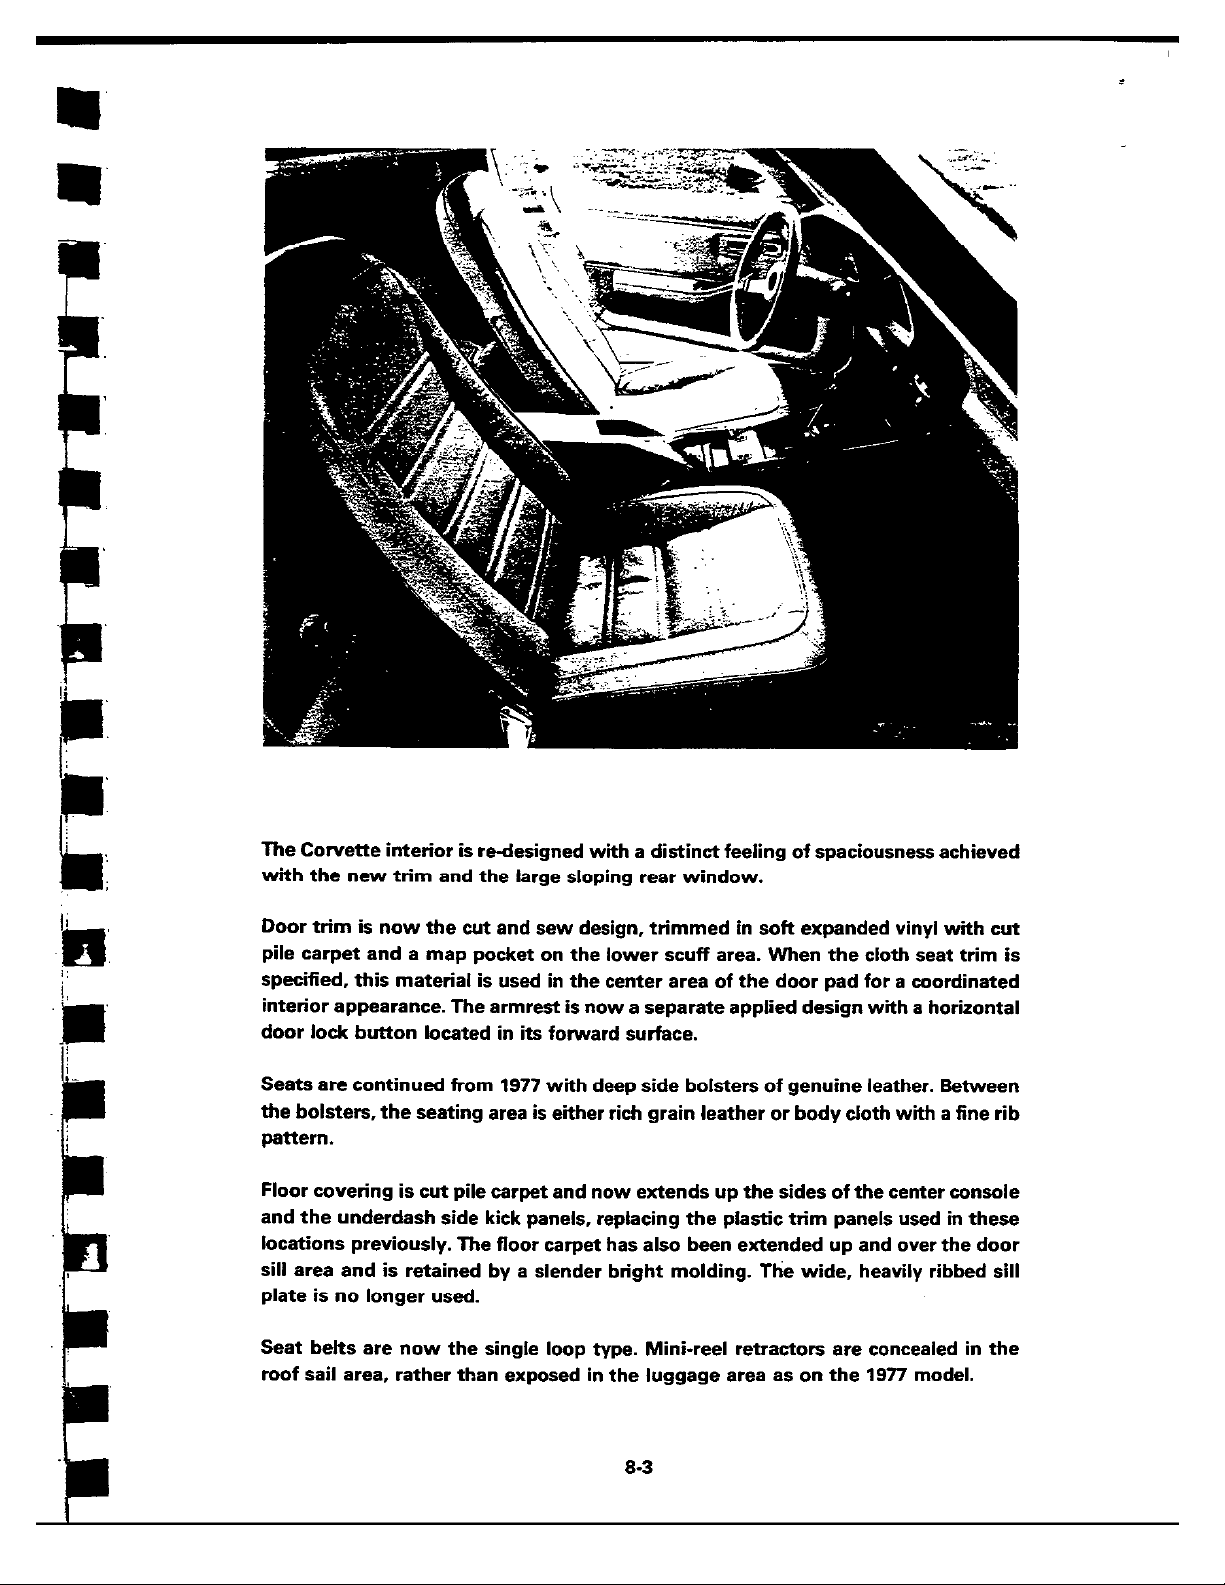 The Corvette interior is re-designed with a distinct feeling of spaciousness achieved
with the new trim and the large sloping rear window.
Door trim is now the cut and sew design, trimmed in soft expanded vinyl with cut
pile carpet and a map pocket on the lower scuff area. When the cloth seat trim is
specified, this material is used in the center area of the door pad for a coordinated
interior appearance. The armrest is now a separate applied design with a horizontal
door lock button located in its forward surface.
Seats are continued from 1977 with deep side bolsters of genuine leather. Between
the bolsters, the seating area is either rich grain leather or body cloth with a fine rib
pattern.
Floor covering is cut pile carpet and now extends up the sides of the center console
and the underdash side kick panels, replacing the plastic trim panels used in these
locations previously. The floor carpet has also been extended up and over the door
sill area and is retained by a slender bright molding. The wide, heavily ribbed sill
plate is no longer used.
Seat belts are now the single loop type. Mini-reel retractors are concealed in the
roof sail area, rather than exposed in the luggage area as on the 1977 model.
8-3